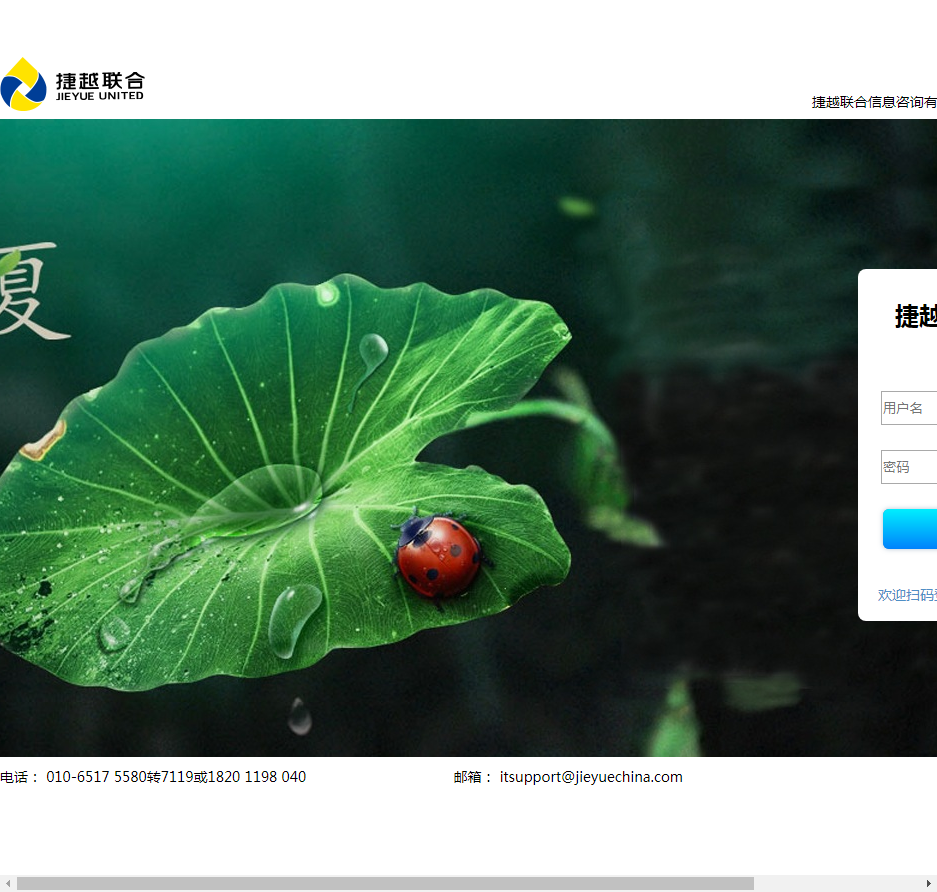 捷越联合
JIEYUE UNITED
捷越联合信息咨询有
夏
捷越
用户名
密码
欢迎扫码
电话： 010-6517 5580转7119或1820 1198 040
邮箱： itsupport@jieyuechina.com